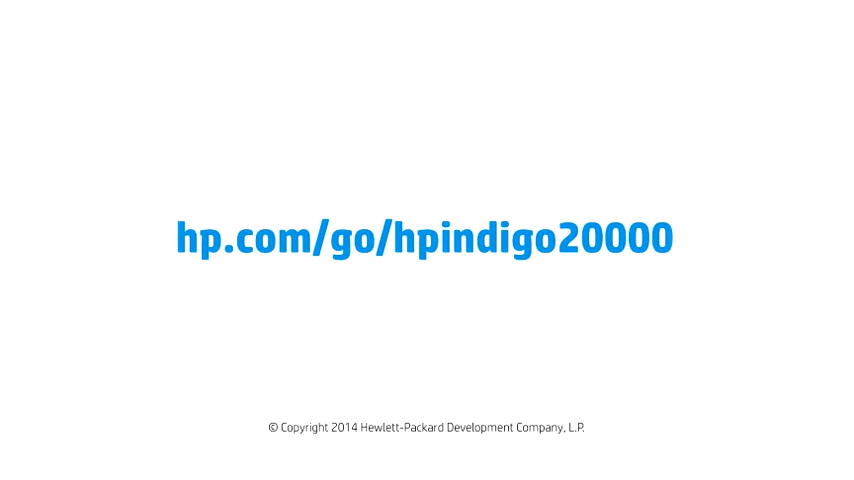 hp.com/go/hpindigo20000
© Copyright 2014 Hewlett-Packard Development Company, L.P.